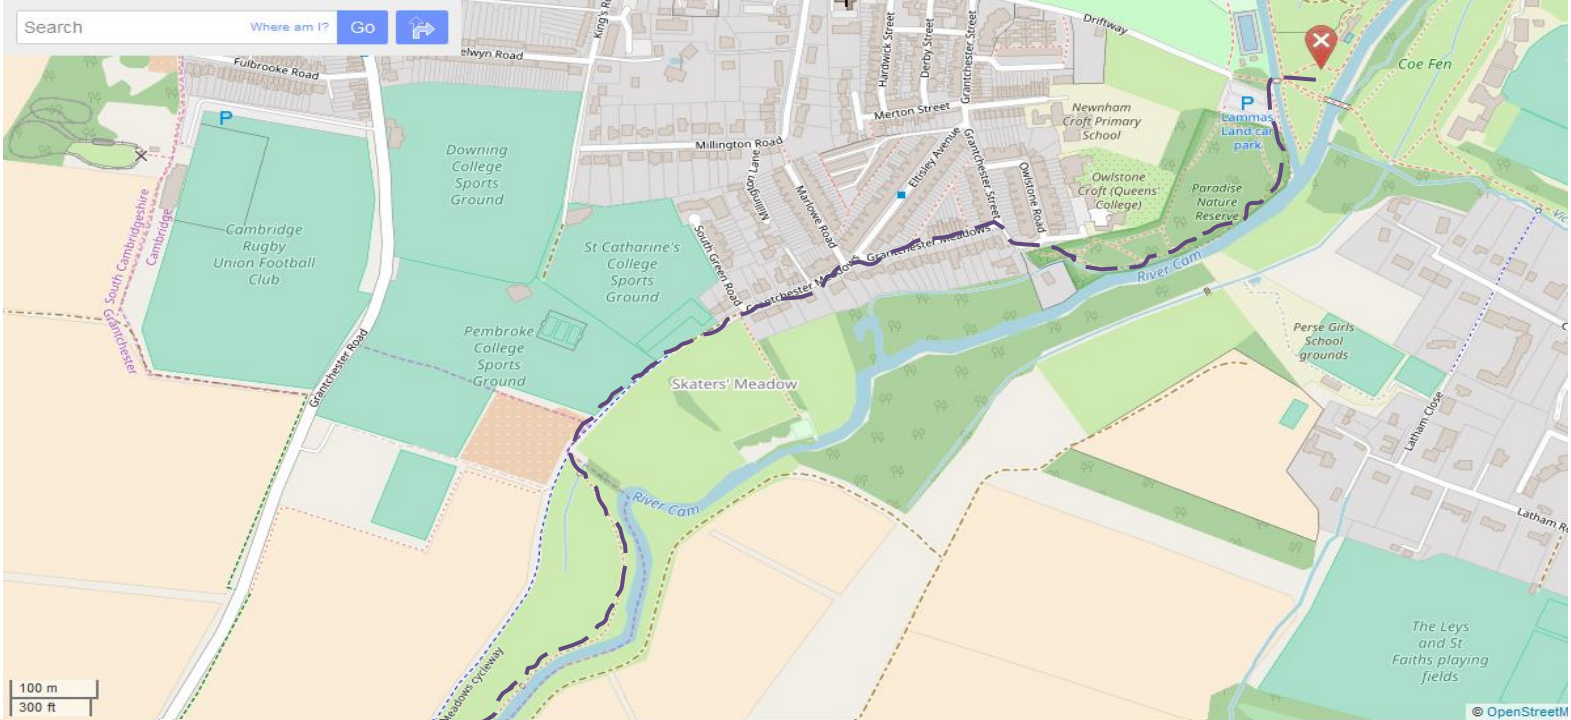 Search
Where am I?
Go
King's R
elwyn Road
Fulbrooke Road
Hardwick Street
Derby Street
Grantchester Street
Driftway
Coe Fen
P
P
Lammas
Land car
park
Merton Street
Newnham
Croft Primary
School
Millington Road
Downing
College
Sports
Ground
Millington Lane
Marlowe Road
Eltisley Avenue
Grantchester Street
Owlstone Road
Owlstone
Croft (Queens'
College)
Paradise
Nature
Reserve
South Cambridgeshire
Cambridge
Grantchester
Cambridge
Rugby
Union Football
Club
St Catharine's
College
Sports
Ground
South Green Road
Grantchester Meadows
Grantchester Meadows
River Cam
Perse Girls
School
grounds
Pembroke
College
Sports
Ground
Grantchester Road
Skaters' Meadow
Latham Close
River Cam
Latham R
The Leys
and St
Faiths playing
fields
Meadows cycleway
100 m
300 ft
© OpenStreetM